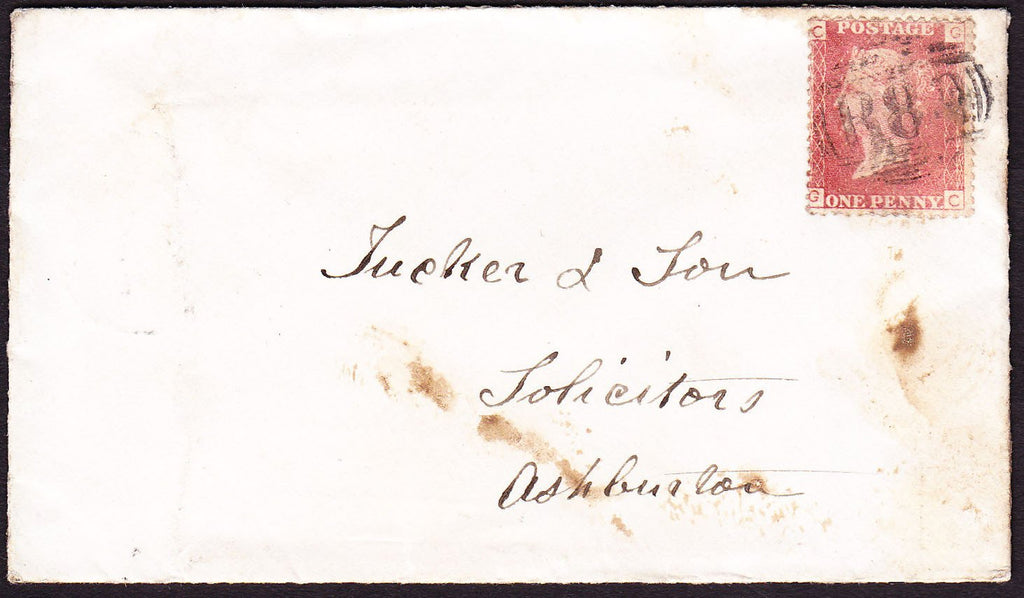 C POSTAGE G
G ONE PENNY C
Tucker & Son
Solicitors
Ashburton